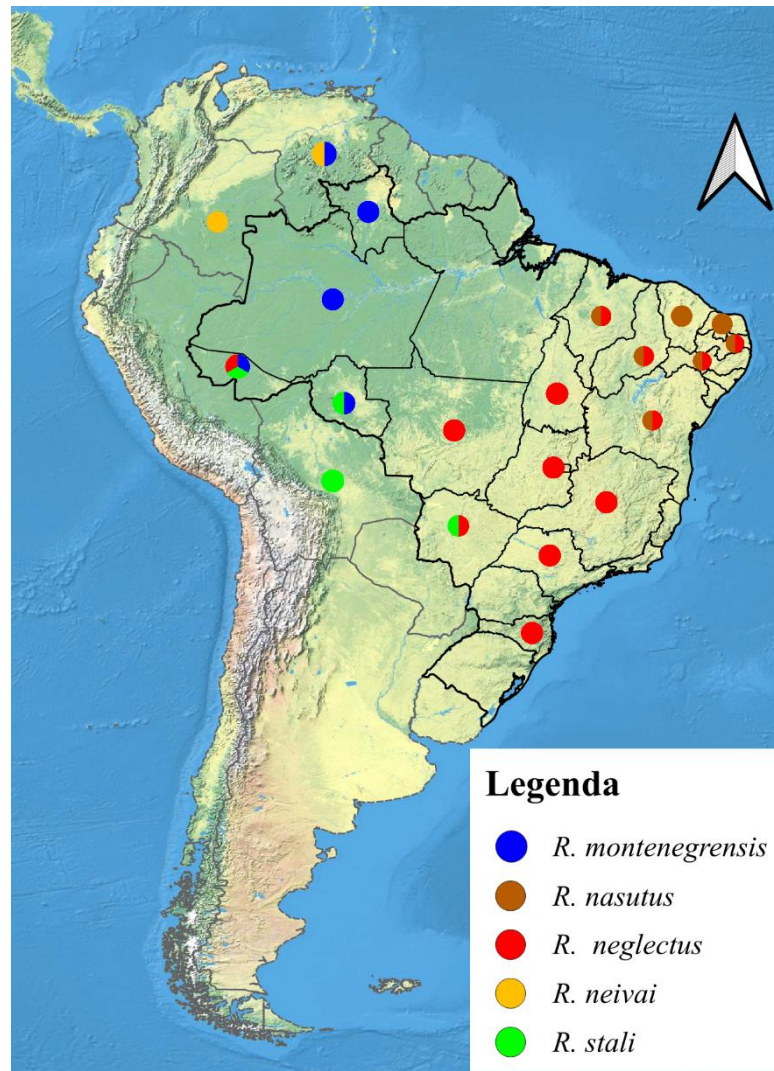 Legenda
R. montenegrensis
R. nasutus
R. neglectus
R. neivai
R. stali